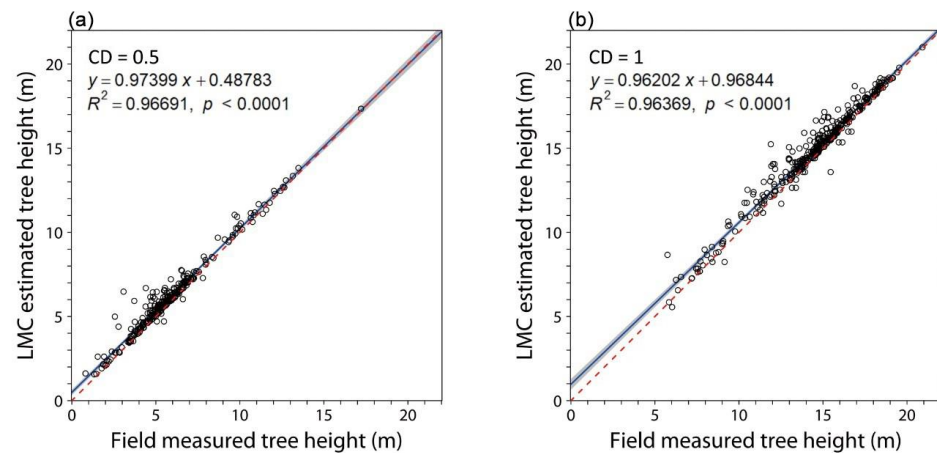 (a)
CD = 0.5
y = 0.97399 x + 0.48783
R² = 0.96691, p < 0.0001
LMC estimated tree height (m)
20
15
10
5
0
0 5 10 15 20
Field measured tree height (m)
(b)
CD = 1
y = 0.96202 x + 0.96844
R² = 0.96369, p < 0.0001
LMC estimated tree height (m)
20
15
10
5
0
0 5 10 15 20
Field measured tree height (m)